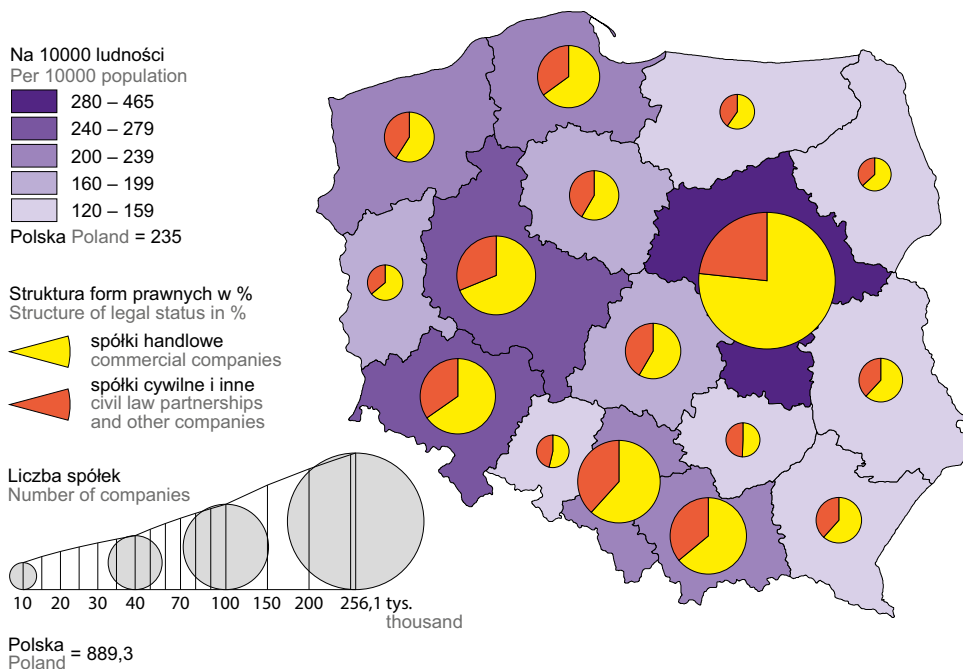 Na 10000 ludności
Per 10000 population
280 – 465
240 – 279
200 – 239
160 – 199
120 – 159
Polska Poland = 235
Struktura form prawnych w %
Structure of legal status in %
spółki handlowe
commercial companies
spółki cywilne i inne
civil law partnerships
and other companies
Liczba spółek
Number of companies
10 20 30 40 70 100 150 200 256,1 tys.
thousand
Polska
Poland = 889,3